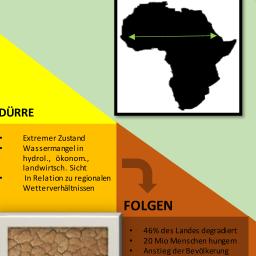 DÜRRE
• Extremer Zustand
• Wassermangel in
hydrol., ökonom.,
landwirtsch. Sicht
• In Relation zu regionalen
Wetterverhältnissen
FOLGEN
• 46% des Landes degradiert
• 20 Mio Menschen hungern
• Anstieg der Bevölkerung